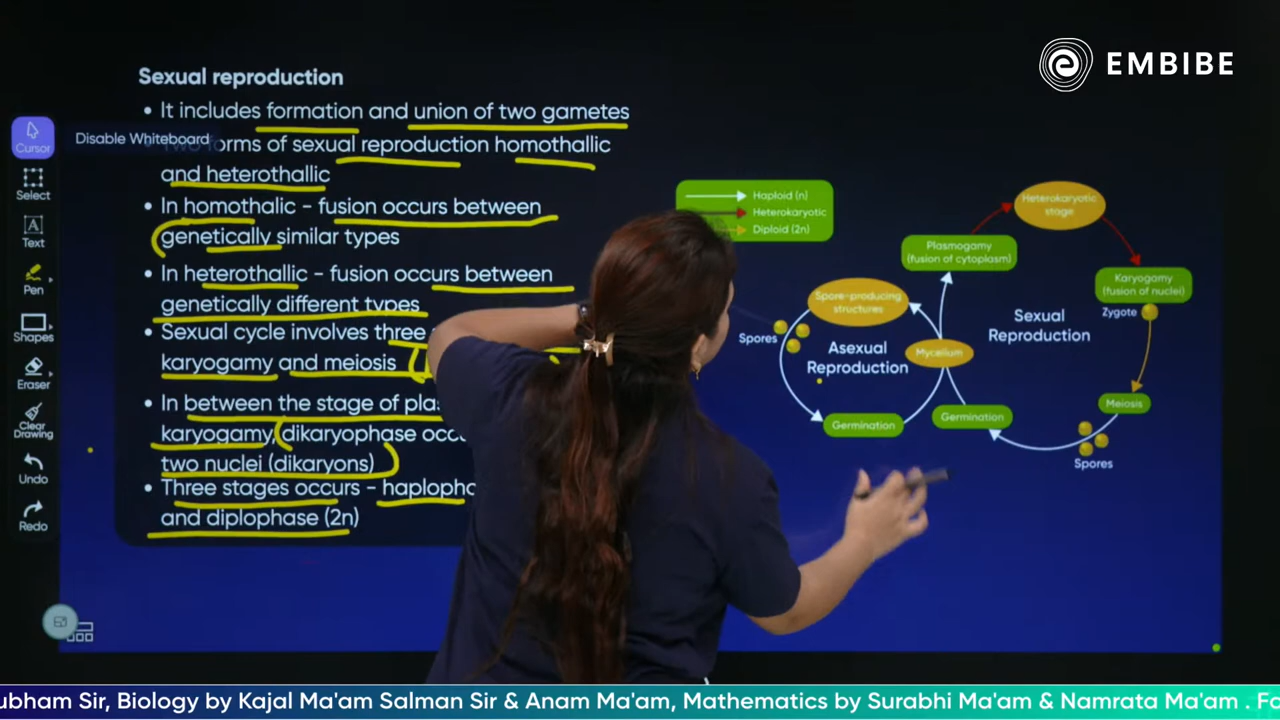 EMBIBE
Sexual reproduction
• It includes formation and union of two gametes
forms of sexual reproduction homothallic
and heterothallic
• In homothalic - fusion occurs between
genetically similar types
• In heterothallic - fusion occurs between
genetically different types
• Sexual cycle involves three
karyogamy and meiosis
• In between the stage of
karyogamy, dikaryophase
two nuclei (dikaryons)
• Three stages occurs -
and diplophase (2n)
Cursor
Disable Whiteboard
Select
Text
Pen
Shapes
Eraser
Clear
Drawing
Undo
Redo
Haploid (n)
Heterokaryotic
Diploid (2n)
Heterokaryotic
stage
Plasmogamy
(fusion of cytoplasm)
Karyogamy
(fusion of nuclei)
Zygote
Spore-producing
structures
Sexual
Reproduction
Spores
Asexual
Reproduction
Mycelium
Meiosis
Germination
Germination
Spores
Sir, Biology by Kajal Ma'am Salman Sir & Anam Ma'am, Mathematics by Surabhi Ma'am & Namrata Ma'am .